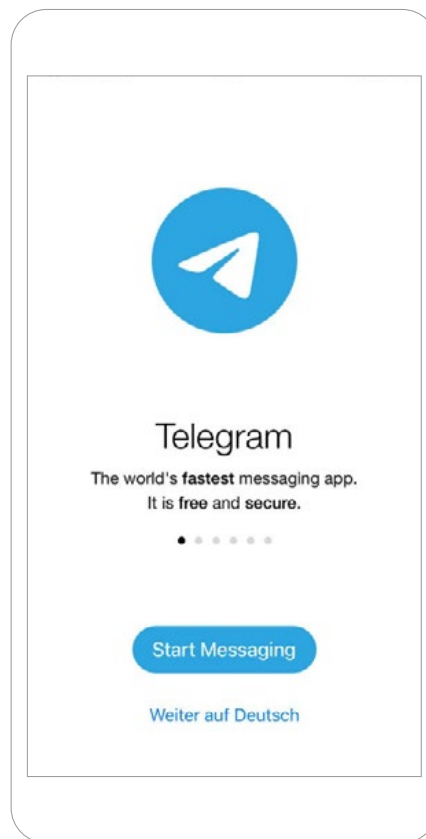 Telegram
The world's fastest messaging app.
It is free and secure.
Start Messaging
Weiter auf Deutsch